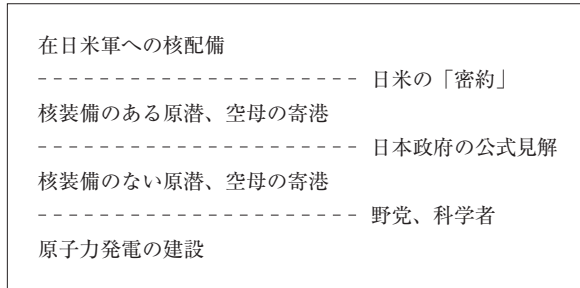 在日米軍への核配備
日米の「密約」
核装備のある原潜、空母の寄港
日本政府の公式見解
核装備のない原潜、空母の寄港
野党、科学者
原子力発電の建設